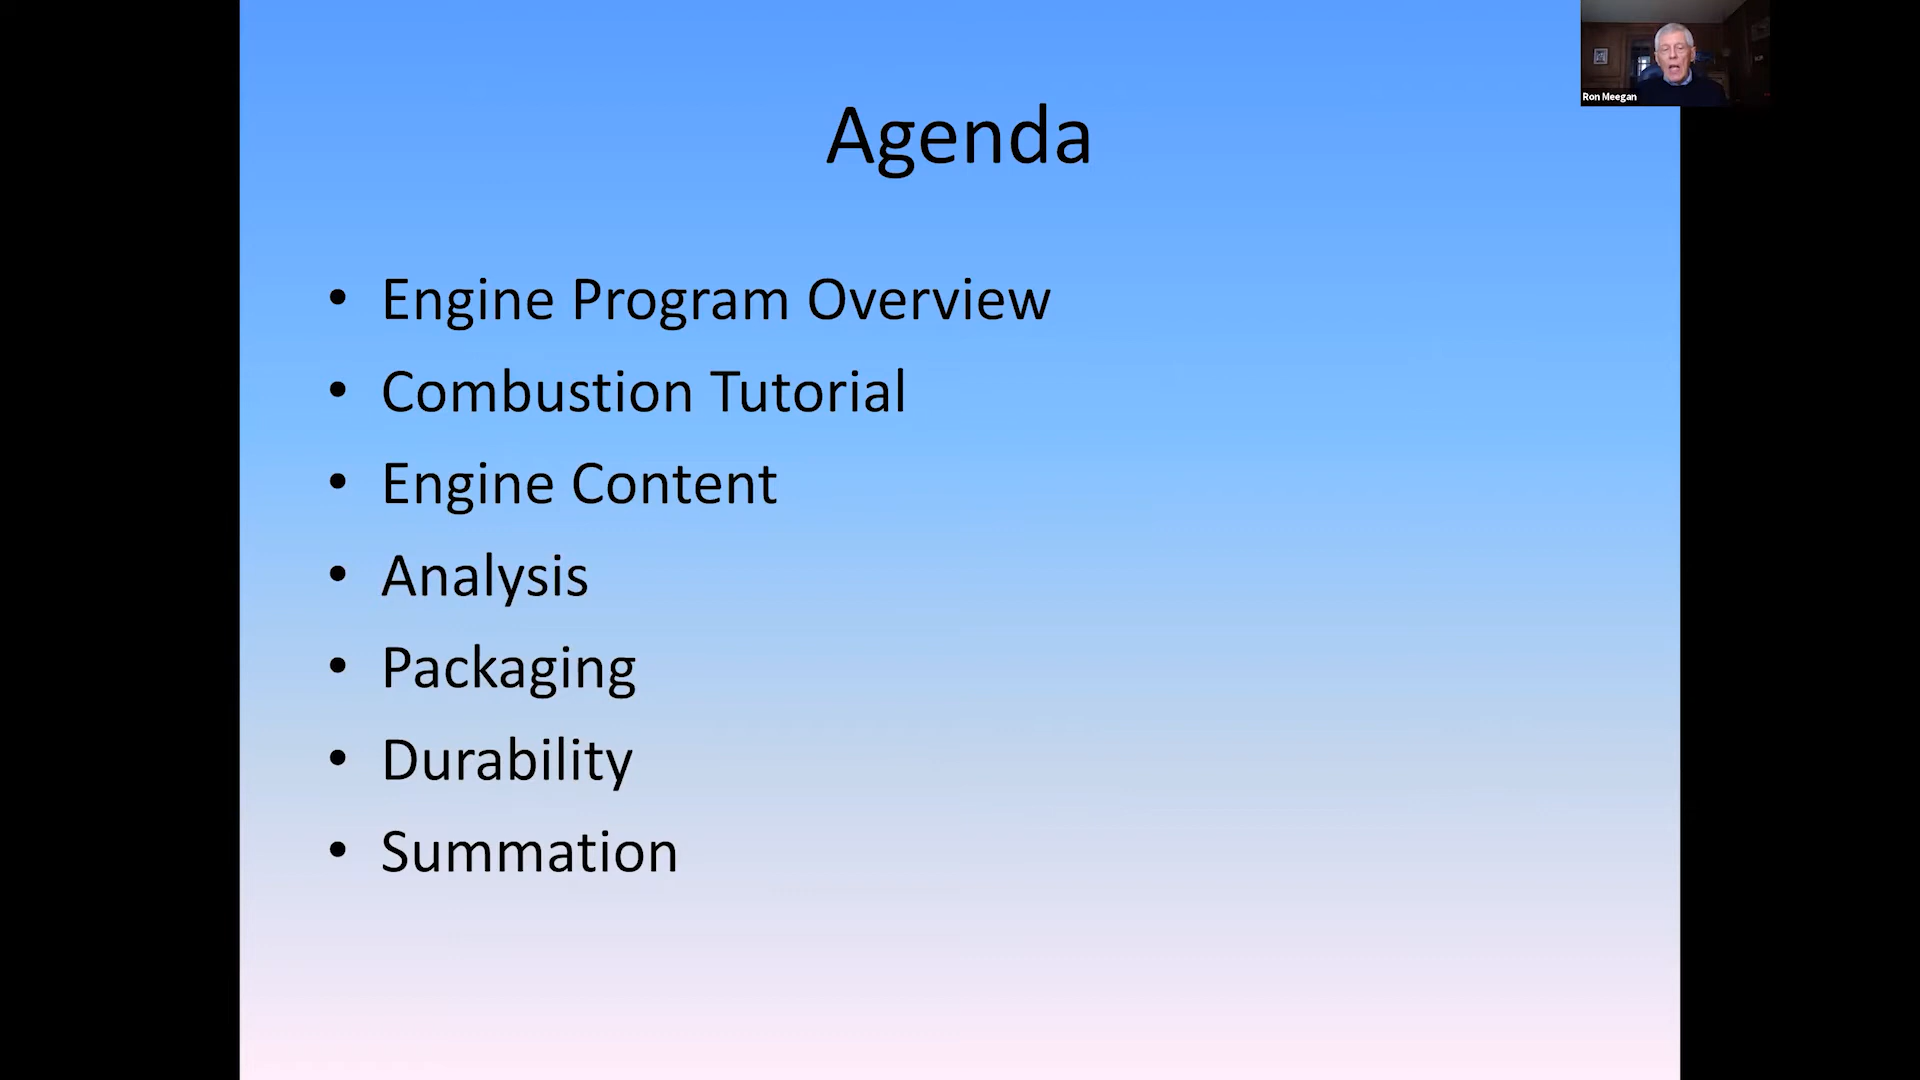 Ron Meegan
Agenda
• Engine Program Overview
• Combustion Tutorial
• Engine Content
• Analysis
• Packaging
• Durability
• Summation